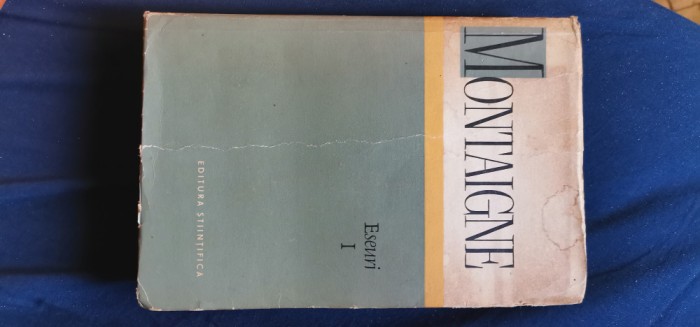 MONTAIGNE
Eseuri
I
EDITURA ȘTIINȚIFICĂ